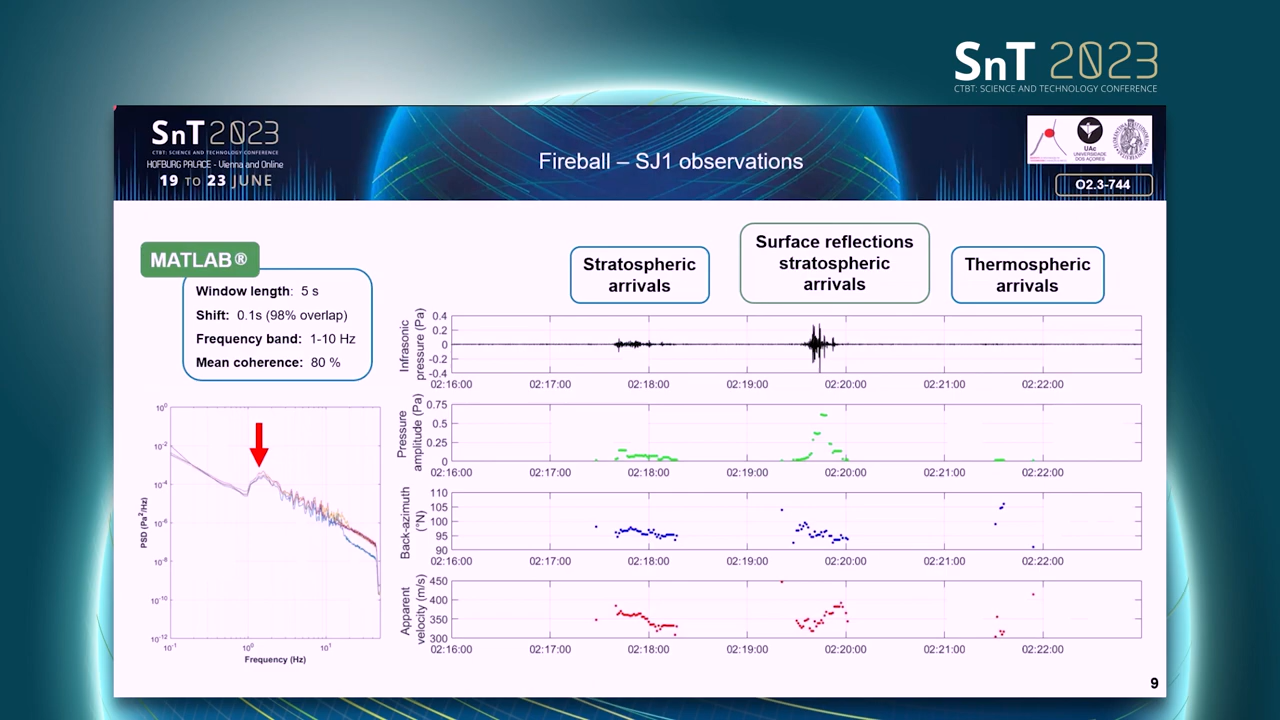 SnT 2023
CTBT: SCIENCE AND TECHNOLOGY CONFERENCE
SnT 2023
CTBT: SCIENCE AND TECHNOLOGY CONFERENCE
HOFBURG PALACE - Vienna and Online
19 TO 23 JUNE
Fireball – SJ1 observations
UAc
UNIVERSIDADE
DOS AÇORES
O2.3-744
MATLAB®
Window length: 5 s
Shift: 0.1s (98% overlap)
Frequency band: 1-10 Hz
Mean coherence: 80 %
Stratospheric
arrivals
Surface reflections
stratospheric
arrivals
Thermospheric
arrivals
Infrasonic
pressure (Pa)
0.4
0.2
0
-0.2
-0.4
02:16:00 02:17:00 02:18:00 02:19:00 02:20:00 02:21:00 02:22:00
Pressure
amplitude (Pa)
0.75
0.5
0.25
0
02:16:00 02:17:00 02:18:00 02:19:00 02:20:00 02:21:00 02:22:00
Back-azimuth
(°N)
110
105
100
95
90
02:16:00 02:17:00 02:18:00 02:19:00 02:20:00 02:21:00 02:22:00
Apparent
velocity (m/s)
450
400
350
300
02:16:00 02:17:00 02:18:00 02:19:00 02:20:00 02:21:00 02:22:00
PSD (Pa²/Hz)
10⁰
10⁻²
10⁻⁴
10⁻⁶
10⁻⁸
10⁻¹⁰
10⁻¹²
10⁻¹ 10⁰ 10¹
Frequency (Hz)
9